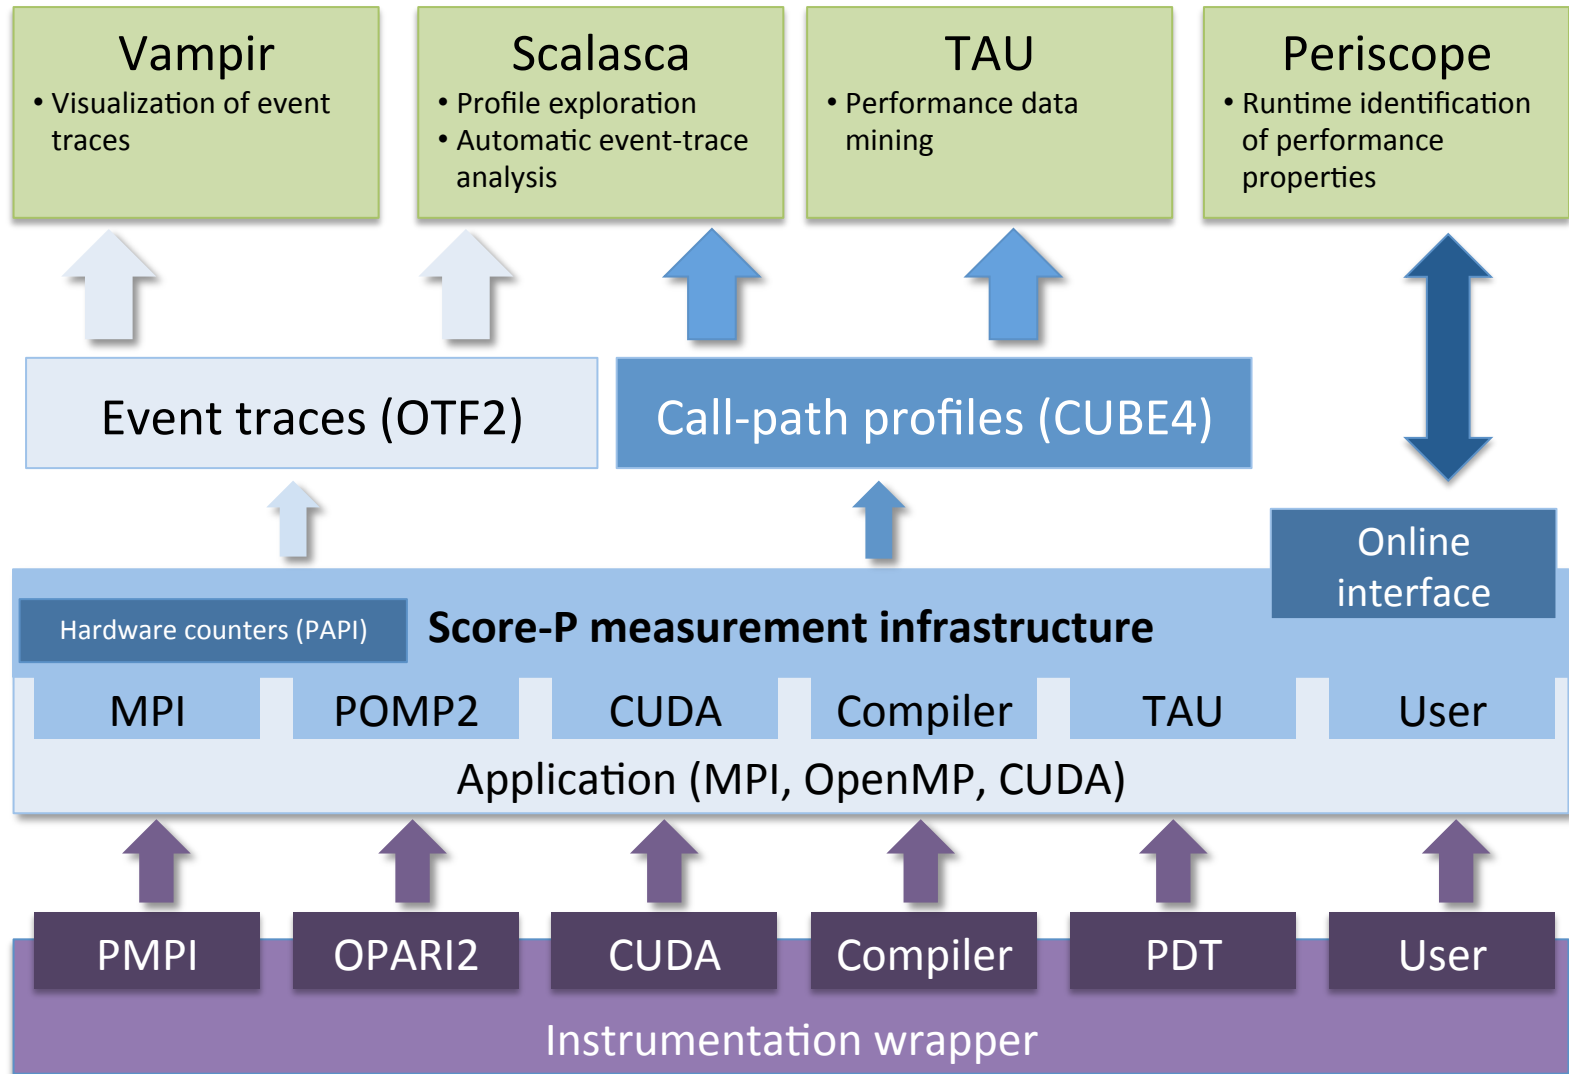 Vampir
• Visualization of event
traces
Scalasca
• Profile exploration
• Automatic event-trace
analysis
TAU
• Performance data
mining
Periscope
• Runtime identification
of performance
properties
Event traces (OTF2)
Call-path profiles (CUBE4)
Online
interface
Hardware counters (PAPI)
Score-P measurement infrastructure
MPI
POMP2
CUDA
Compiler
TAU
User
Application (MPI, OpenMP, CUDA)
PMPI
OPARI2
CUDA
Compiler
PDT
User
Instrumentation wrapper